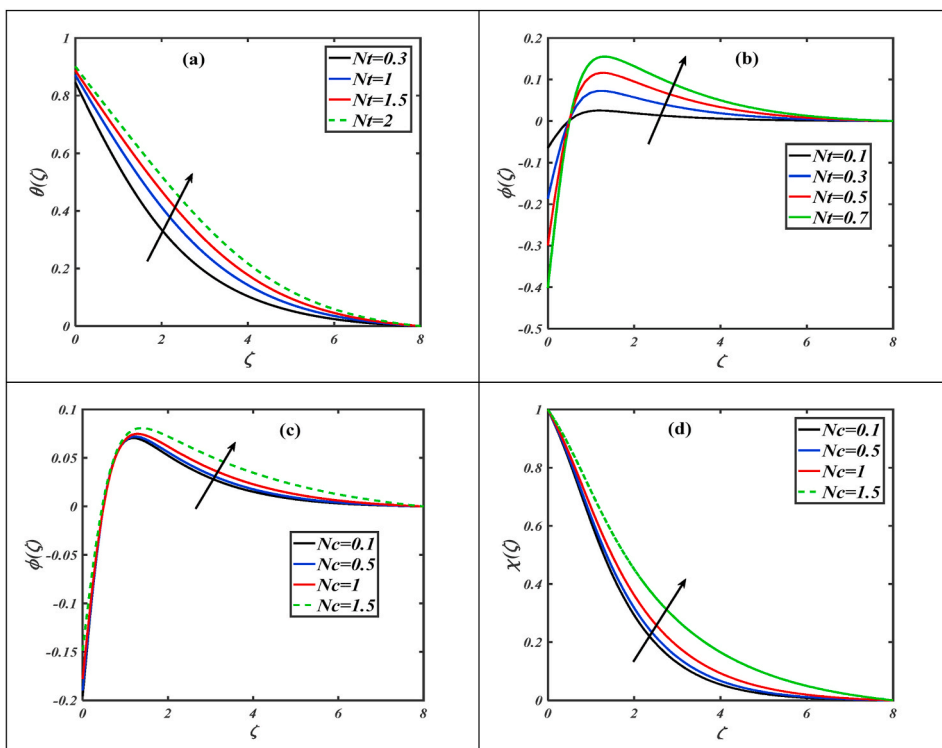 (a)
Nt=0.3
Nt=1
Nt=1.5
Nt=2
1
0.8
0.6
0.4
0.2
0
θ(ζ)
0 2 4 6 8
ζ
(b)
Nt=0.1
Nt=0.3
Nt=0.5
Nt=0.7
0.2
0.1
0
-0.1
-0.2
-0.3
-0.4
-0.5
ϕ(ζ)
0 2 4 6 8
ζ
(c)
Nc=0.1
Nc=0.5
Nc=1
Nc=1.5
0.1
0.05
0
-0.05
-0.1
-0.15
-0.2
ϕ(ζ)
0 2 4 6 8
ζ
(d)
Nc=0.1
Nc=0.5
Nc=1
Nc=1.5
1
0.8
0.6
0.4
0.2
0
χ(ζ)
0 2 4 6 8
ζ